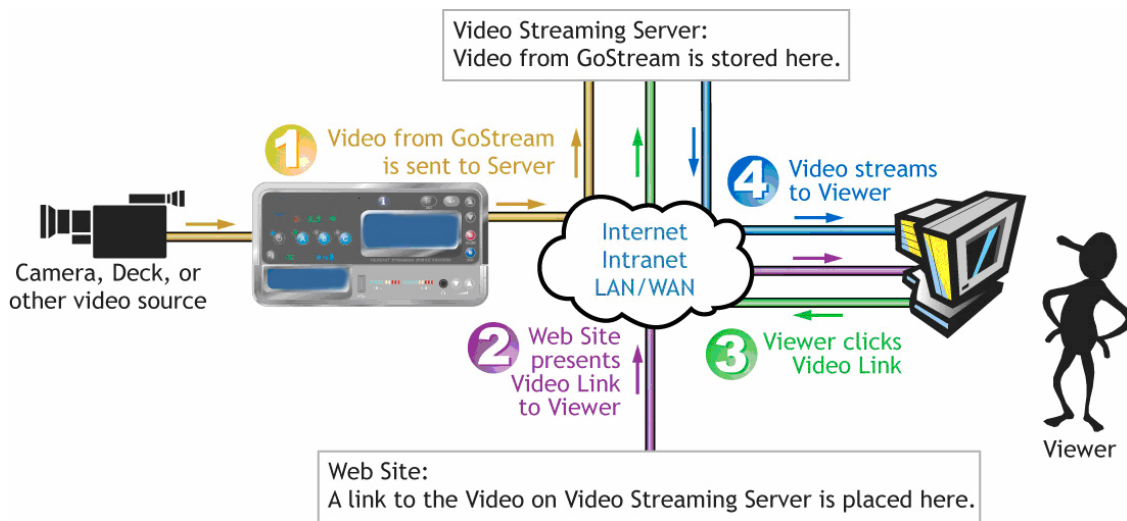 Video Streaming Server:
Video from GoStream is stored here.
1
Video from GoStream
is sent to Server
4
Video streams
to Viewer
Camera, Deck, or
other video source
A
B
C
Internet
Intranet
LAN/WAN
2
Web Site
presents
Video Link
to Viewer
3
Viewer clicks
Video Link
Viewer
Web Site:
A link to the Video on Video Streaming Server is placed here.